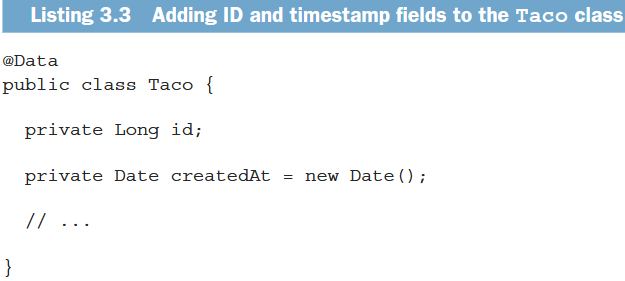 Listing 3.3 Adding ID and timestamp fields to the Taco class
@Data
public class Taco {
private Long id;
private Date createdAt = new Date();
// ...
}